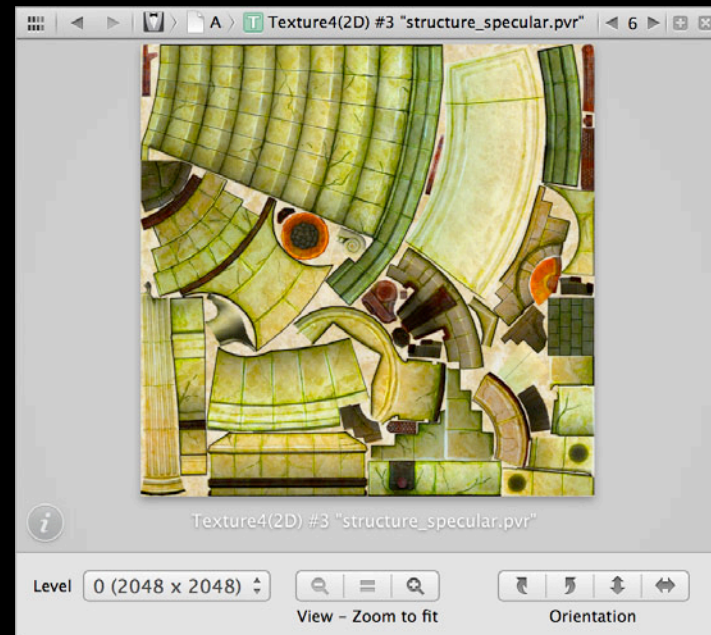 A Texture4(2D) #3 "structure_specular.pvr" 6
i
Texture4(2D) #3 "structure_specular.pvr"
Level 0 (2048 x 2048)
View – Zoom to fit Orientation